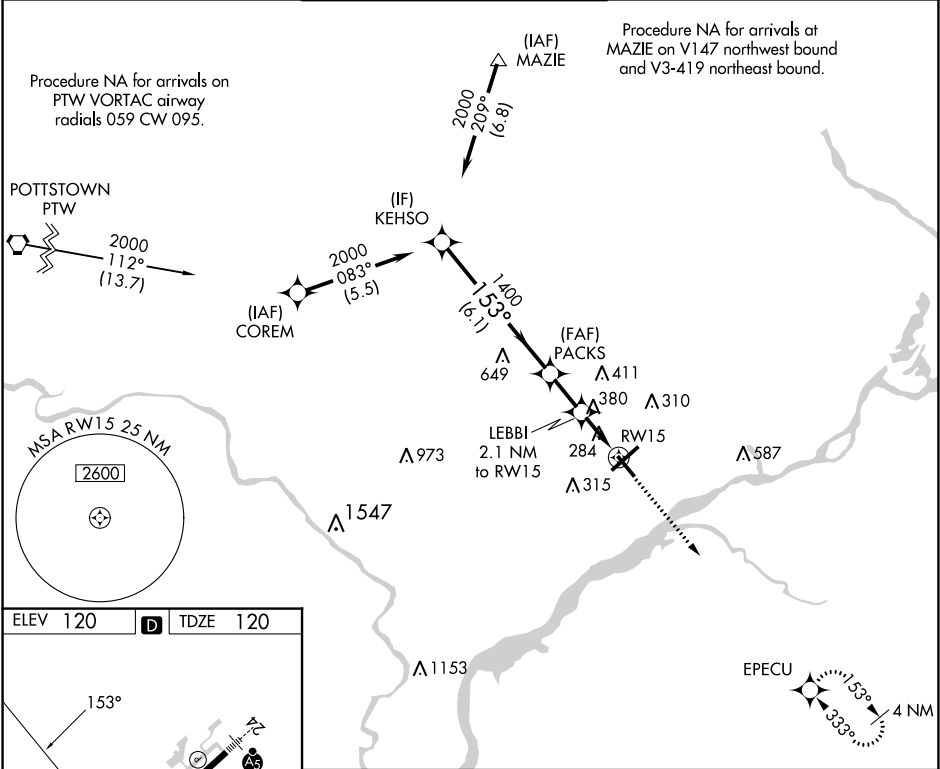 Procedure NA for arrivals on
PTW VORTAC airway
radials 059 CW 095.
(IAF)
MAZIE
Procedure NA for arrivals at
MAZIE on V147 northwest bound
and V3-419 northeast bound.
2000
209°
(6.8)
POTTSTOWN
PTW
2000
112°
(13.7)
(IF)
KEHSO
2000
083°
(5.5)
(IAF)
COREM
1400
153°
(6.1)
(FAF)
PACKS
649
411
380
310
LEBBI
2.1 NM
to RW15
284
RW15
587
973
315
1547
MSA RW15 25 NM
2600
ELEV 120
D
TDZE 120
1153
EPECU
153°
333°
4 NM
153°
24
A5